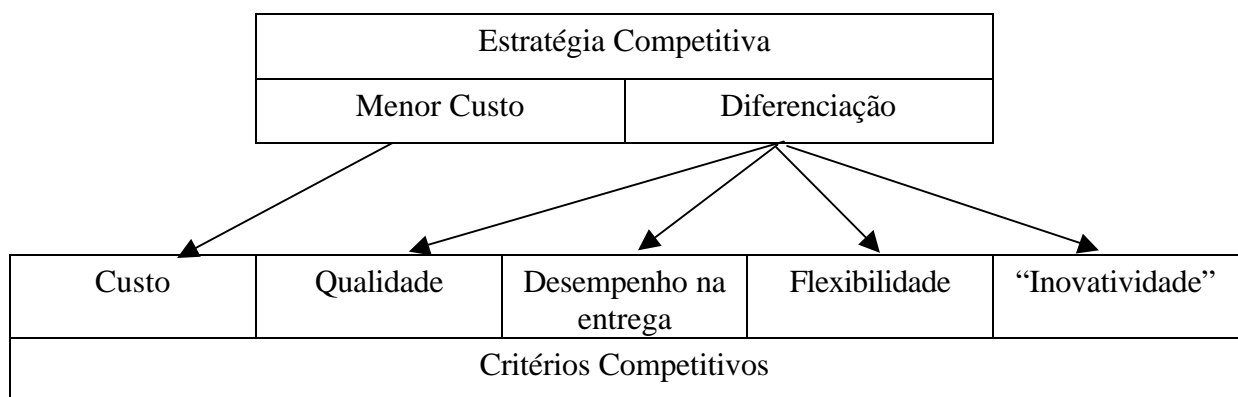 Estratégia Competitiva
Menor Custo
Diferenciação
Custo
Qualidade
Desempenho na
entrega
Flexibilidade
“Inovatividade”
Critérios Competitivos